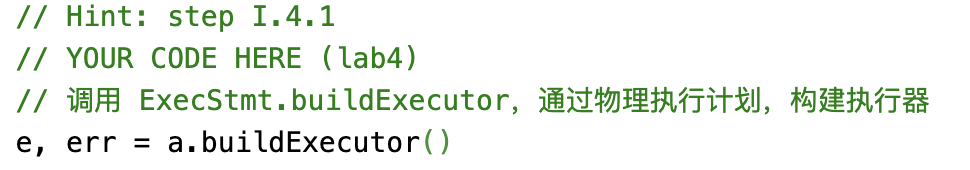 // Hint: step I.4.1
// YOUR CODE HERE (lab4)
// 调用 ExecStmt.buildExecutor，通过物理执行计划，构建执行器
e, err = a.buildExecutor()